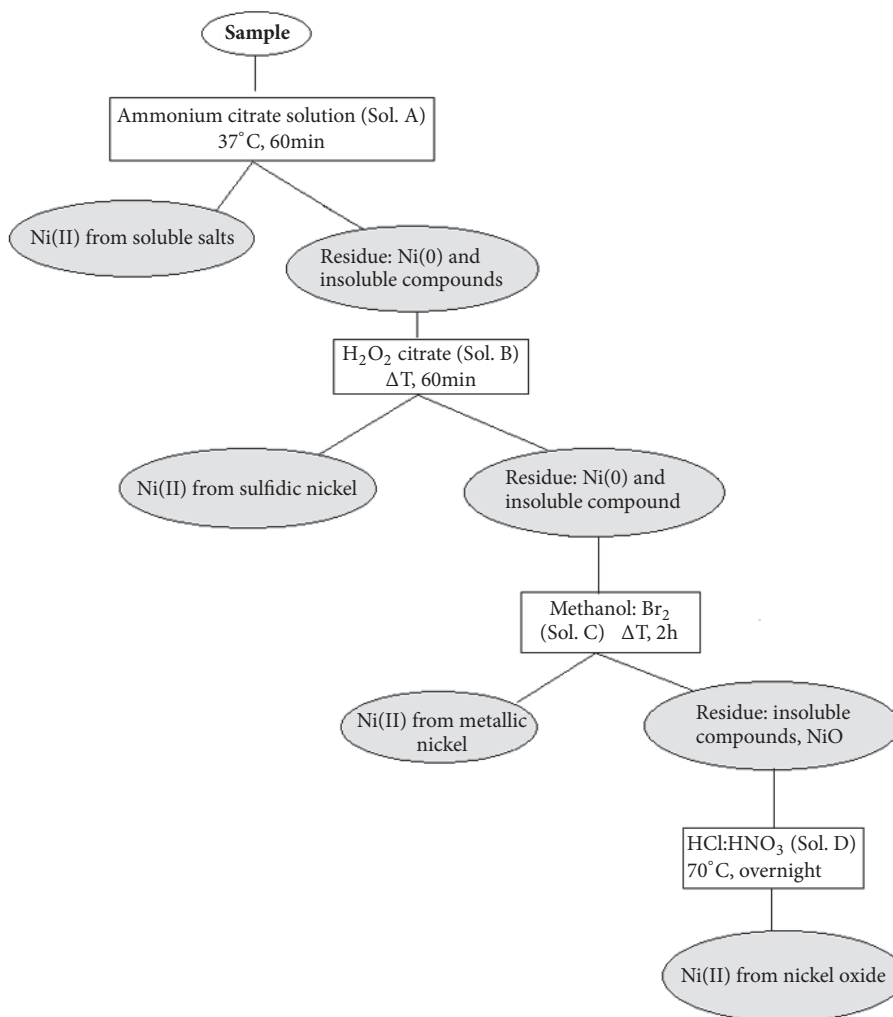 Sample
Ammonium citrate solution (Sol. A)
37°C, 60min
Ni(II) from soluble salts
Residue: Ni(0) and
insoluble compounds
H₂O₂ citrate (Sol. B)
ΔT, 60min
Ni(II) from sulfidic nickel
Residue: Ni(0) and
insoluble compound
Methanol: Br₂
(Sol. C) ΔT, 2h
Ni(II) from metallic
nickel
Residue: insoluble
compounds, NiO
HCl:HNO₃ (Sol. D)
70°C, overnight
Ni(II) from nickel oxide